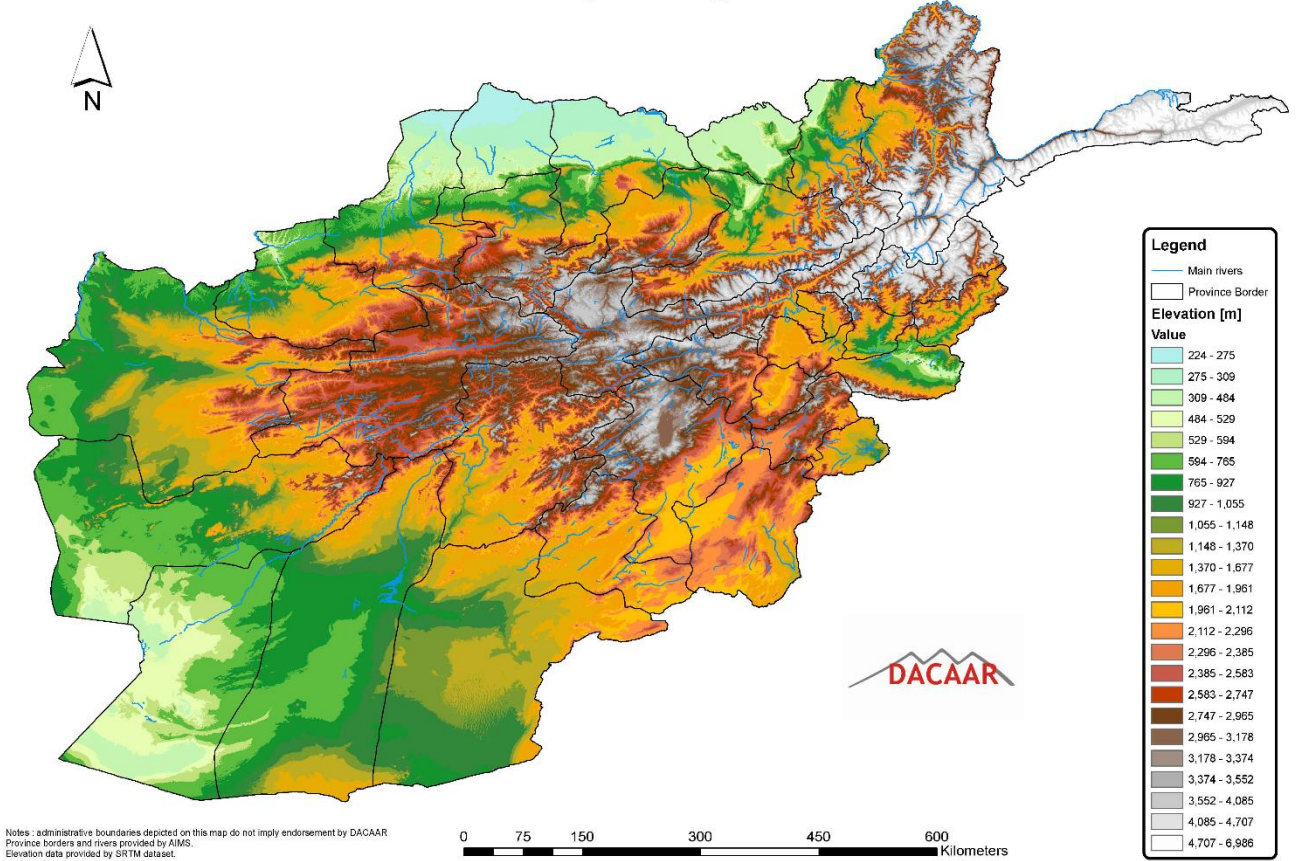 N
Legend
Main rivers
Province Border
Elevation [m]
Value
224 - 275
275 - 309
309 - 484
484 - 529
529 - 594
594 - 765
765 - 927
927 - 1,055
1,055 - 1,148
1,148 - 1,370
1,370 - 1,677
1,677 - 1,961
1,961 - 2,112
2,112 - 2,296
2,296 - 2,385
2,385 - 2,583
2,583 - 2,747
2,747 - 2,965
2,965 - 3,178
3,178 - 3,374
3,374 - 3,552
3,552 - 4,085
4,085 - 4,707
4,707 - 6,986
DACAAR
Notes : administrative boundaries depicted on this map do not imply endorsement by DACAAR
Province borders and rivers provided by AIMS.
Elevation data provided by SRTM dataset.
0 75 150 300 450 600
Kilometers